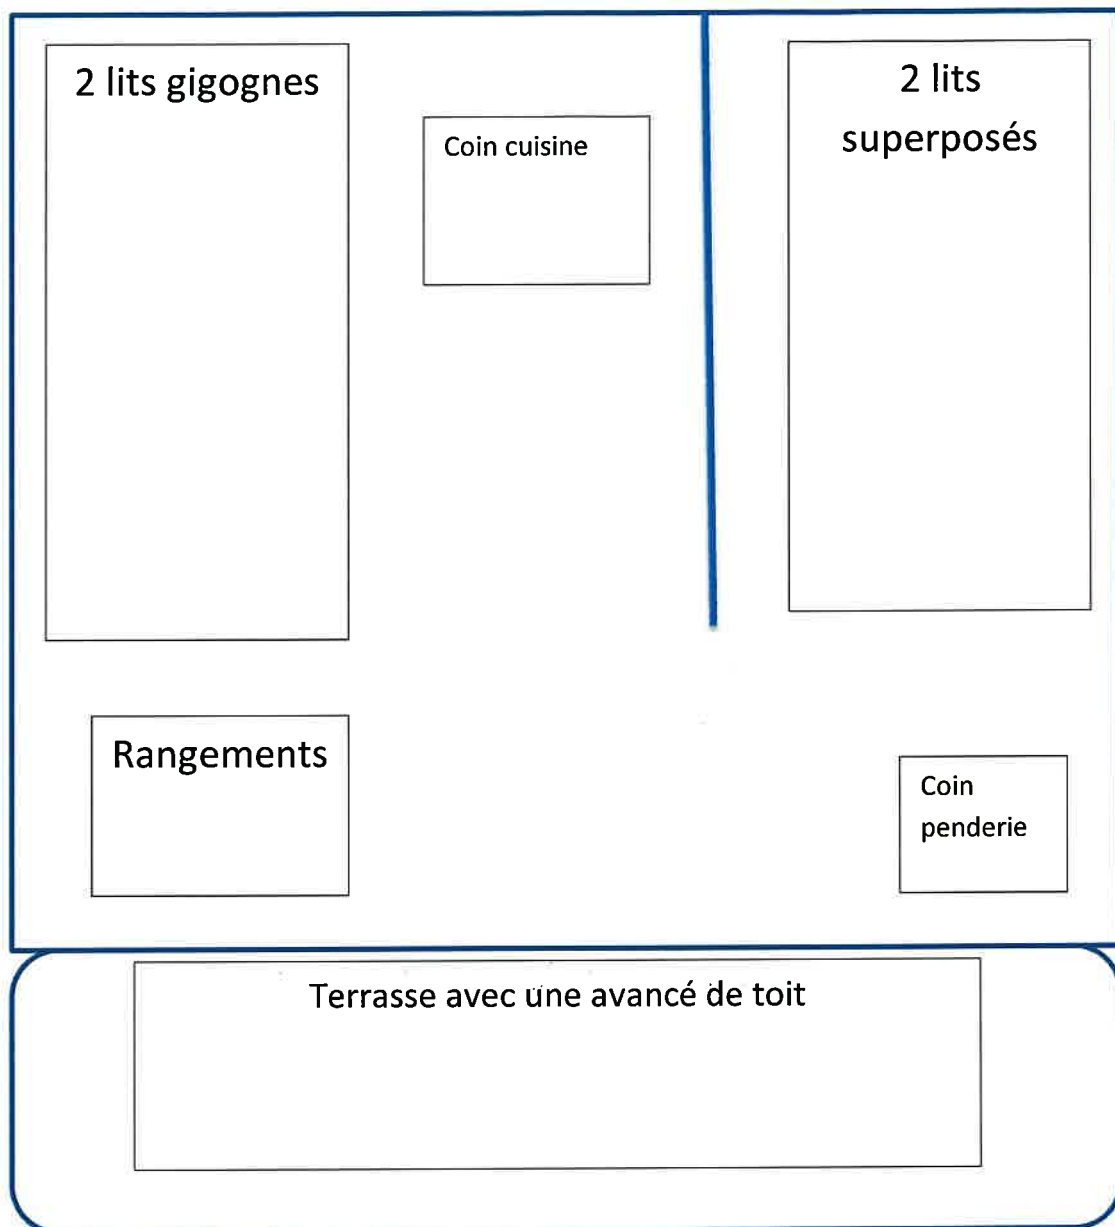 2 lits gigognes
Coin cuisine
2 lits
superposés
Rangements
Coin
penderie
Terrasse avec une avancé de toit